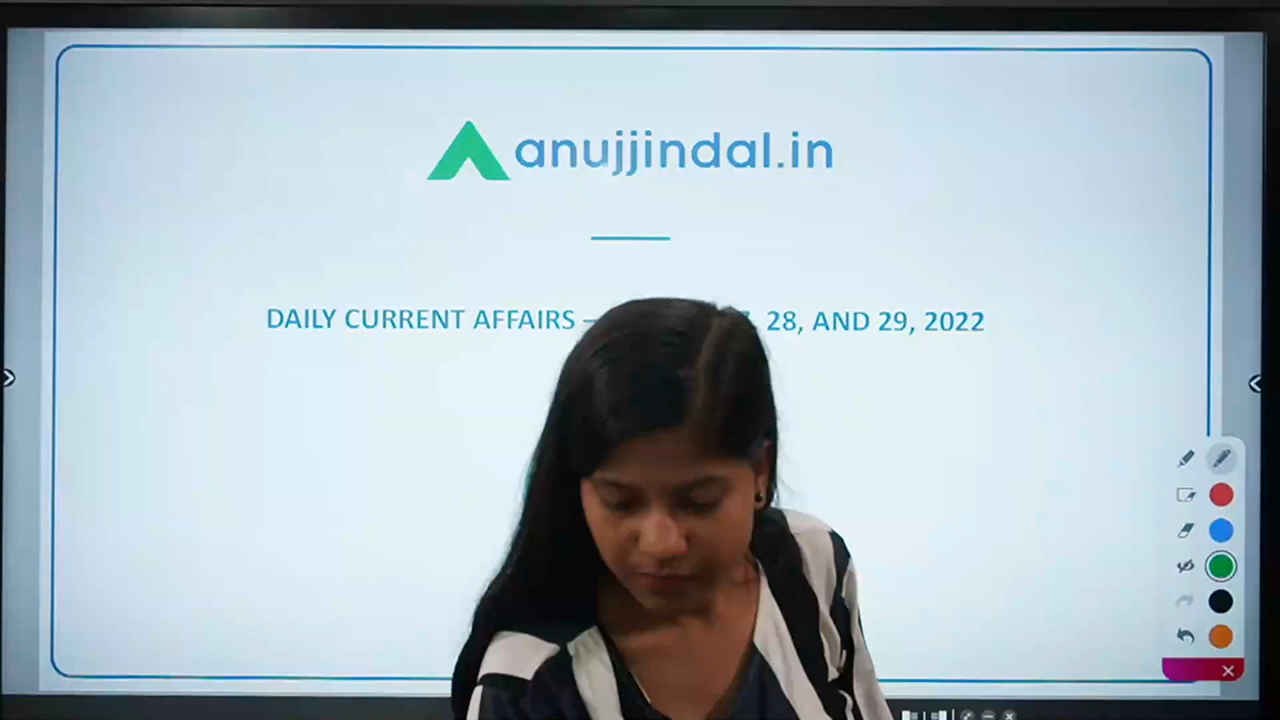 anujjindal.in
DAILY CURRENT AFFAIRS – 28, AND 29, 2022